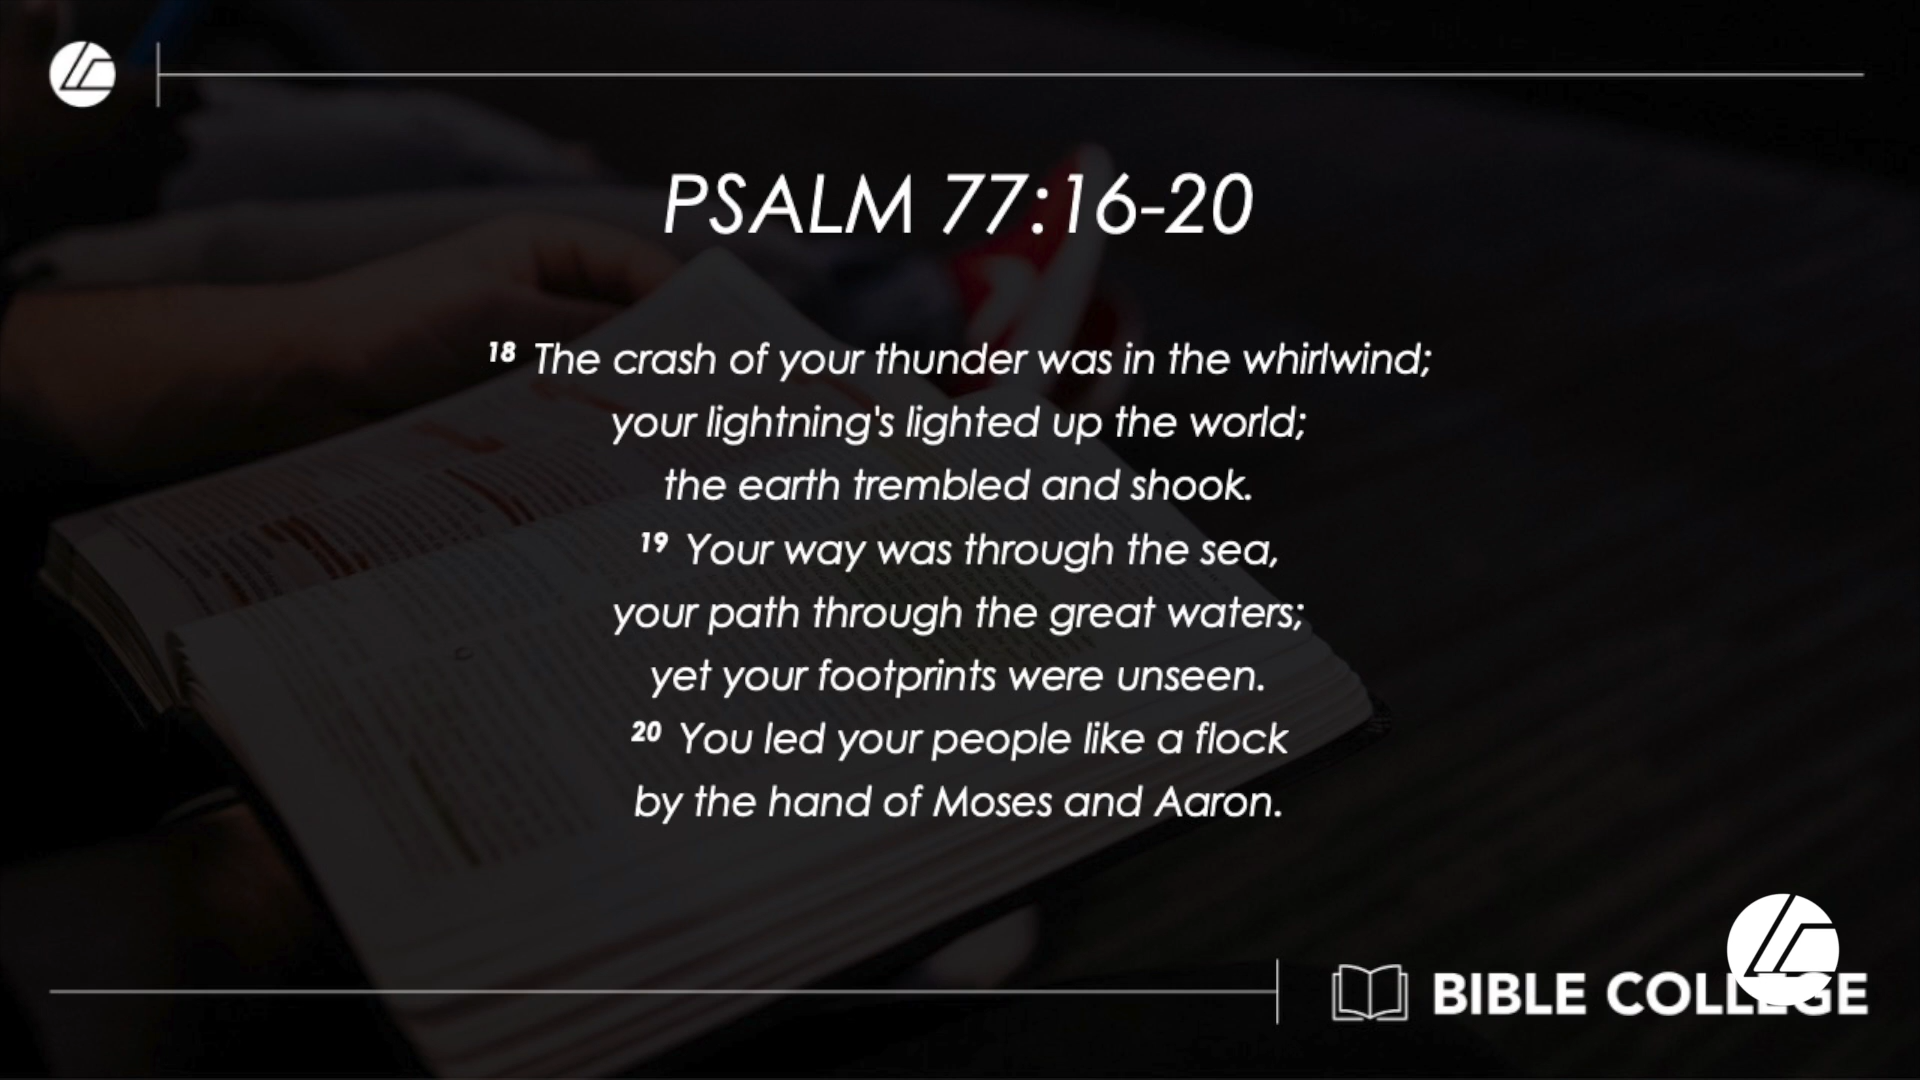 PSALM 77:16-20
18 The crash of your thunder was in the whirlwind;
your lightning's lighted up the world;
the earth trembled and shook.
19 Your way was through the sea,
your path through the great waters;
yet your footprints were unseen.
20 You led your people like a flock
by the hand of Moses and Aaron.
BIBLE COLLEGE